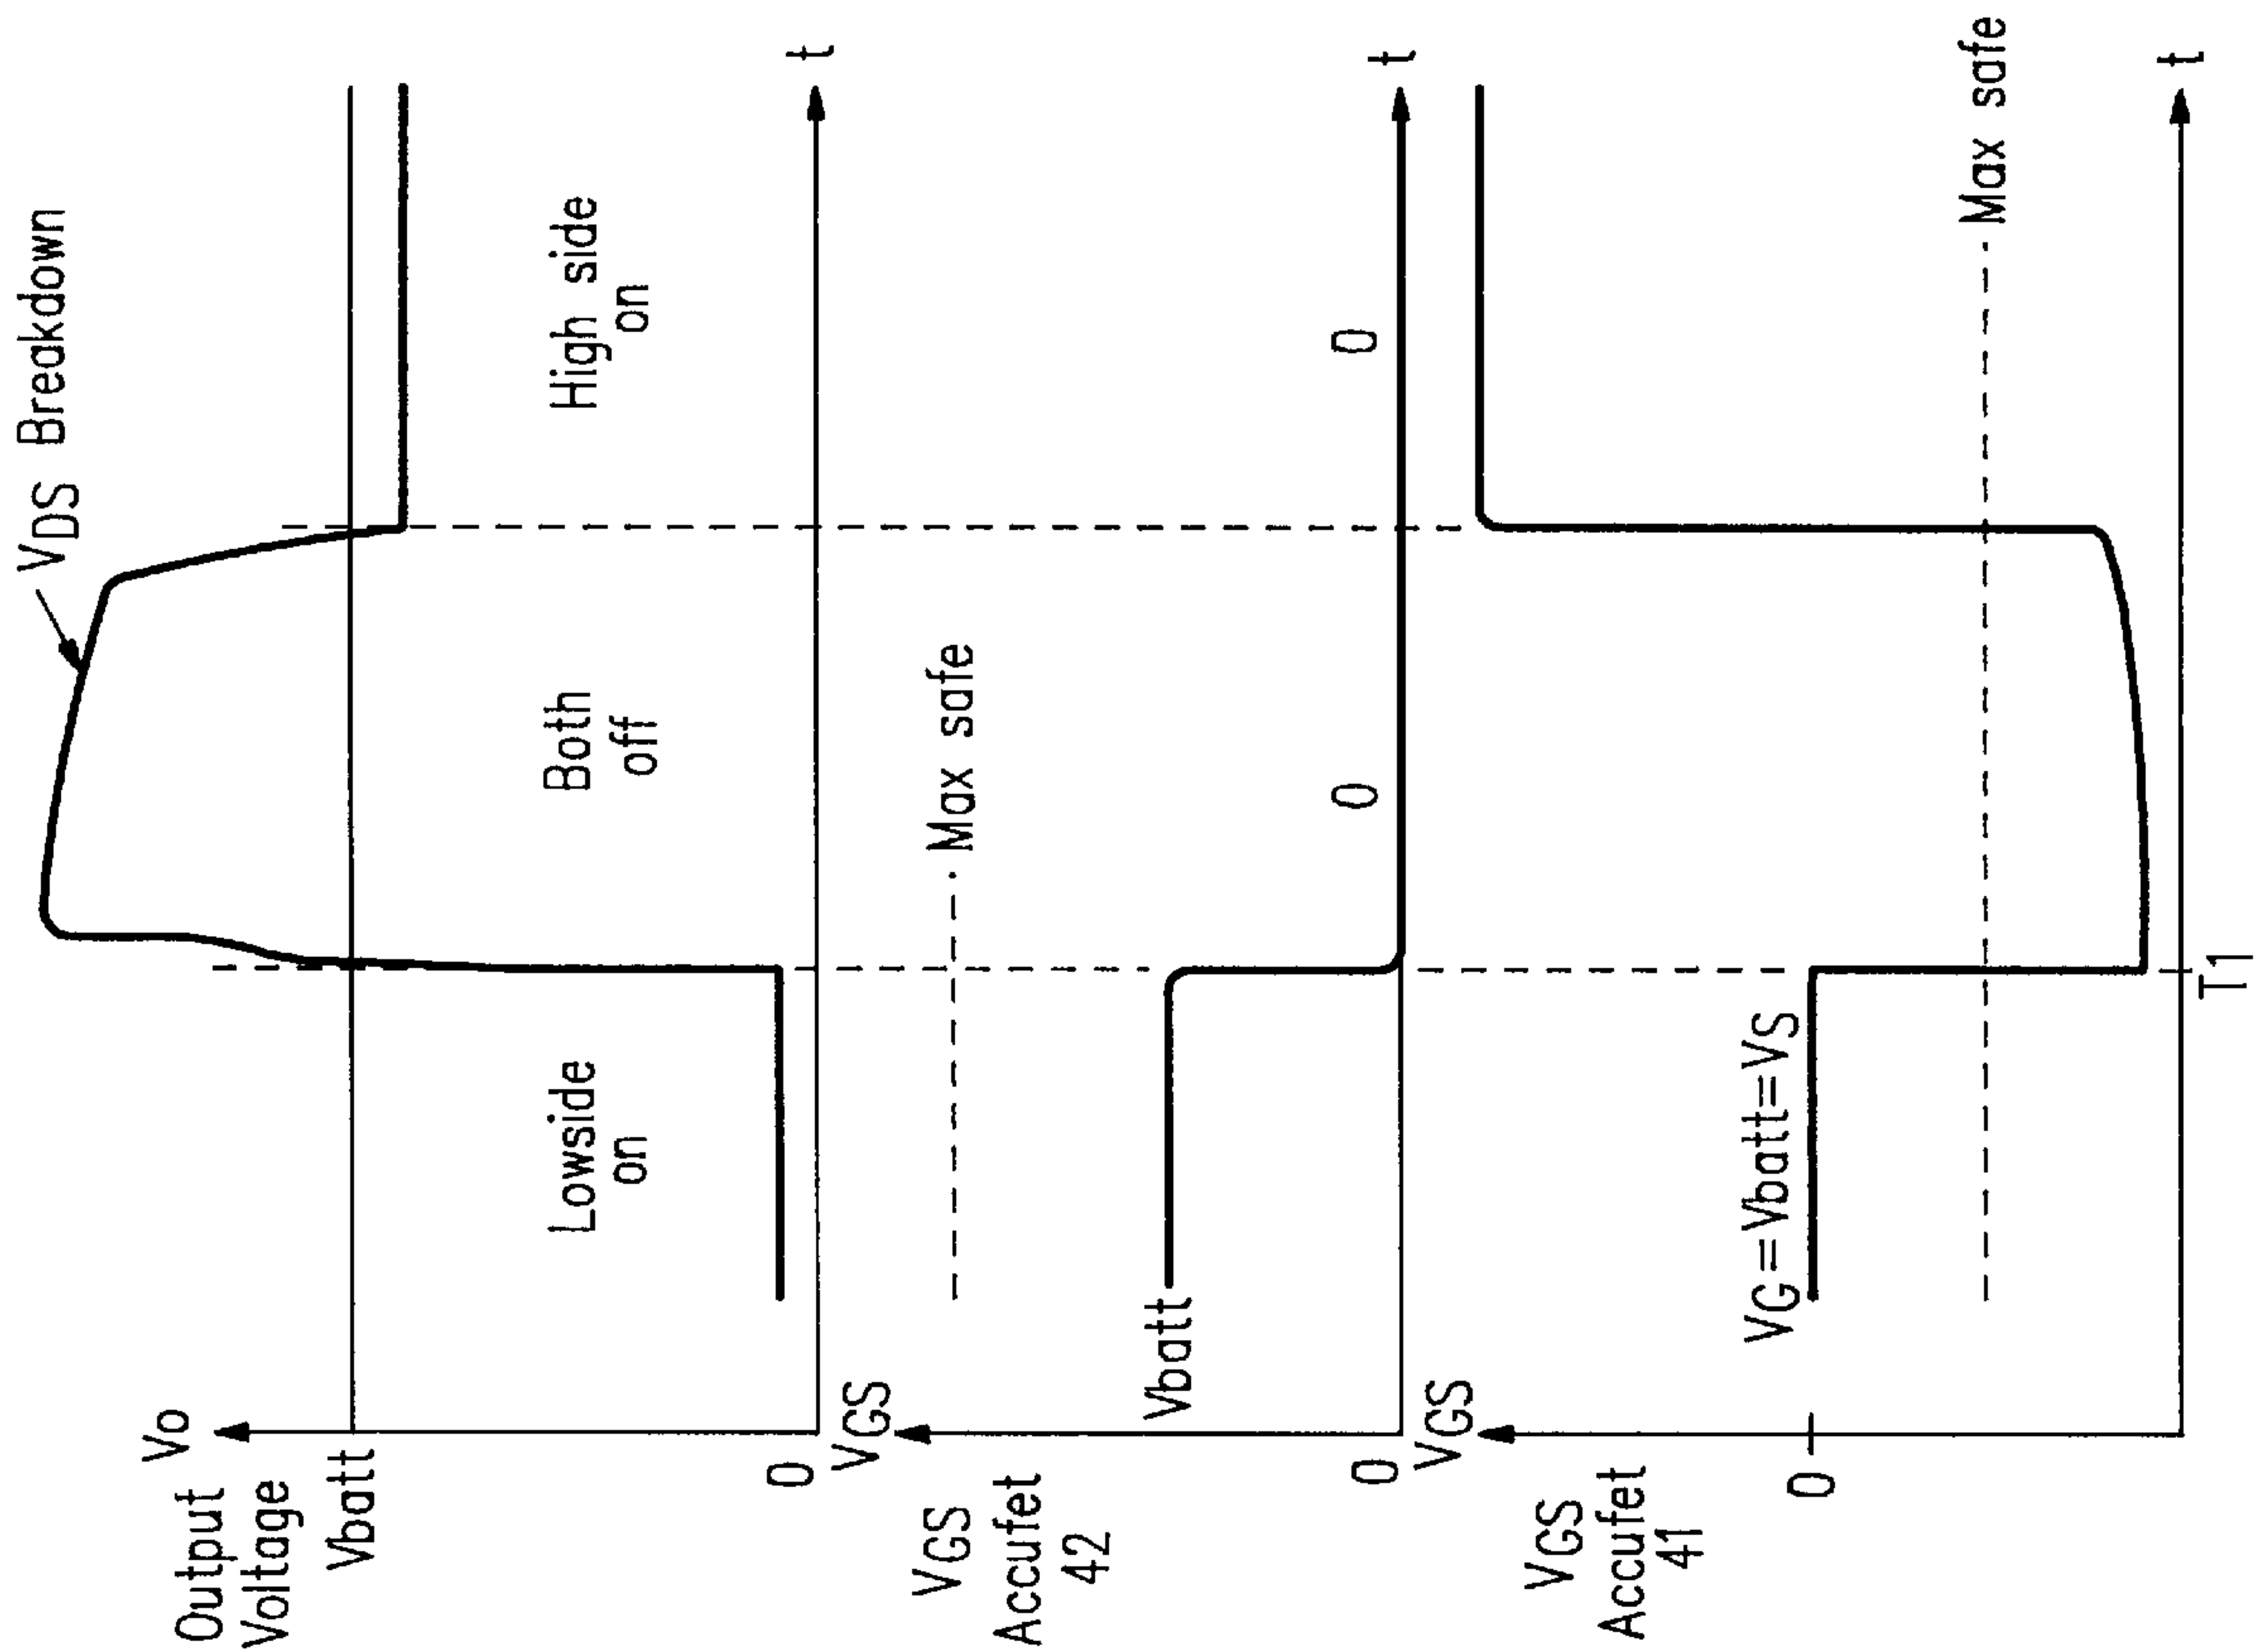 VDS Breakdown
Vo
Output
Voltage
Vbatt
Lowside
on
Both
off
High side
on
0
t
VGS
VGS
Accufet
42
Max safe
Vbatt
0
0
0
t
VGS
VGS
Accufet
41
VG=Vbatt=VS
0
Max safe
T1
t